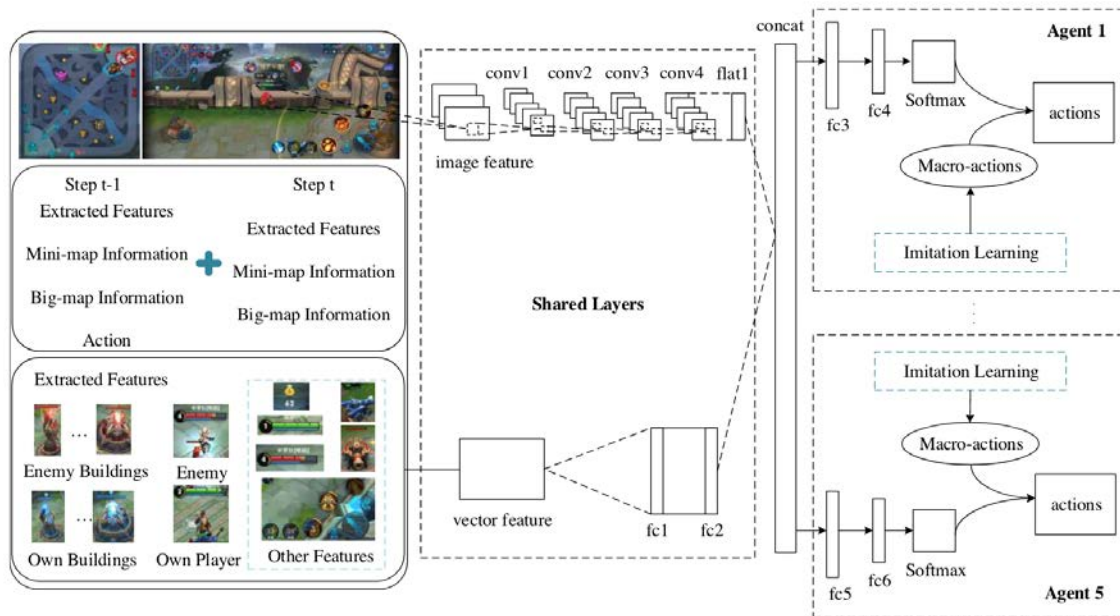 Step t-1
Extracted Features
Mini-map Information
Big-map Information
Action
Step t
Extracted Features
Mini-map Information
Big-map Information
Extracted Features
Enemy Buildings
Enemy
Own Buildings
Own Player
Other Features
conv1
conv2
conv3
conv4
flat1
image feature
Shared Layers
vector feature
fc1
fc2
concat
Agent 1
fc3
fc4
Softmax
actions
Macro-actions
Imitation Learning
Imitation Learning
Macro-actions
actions
fc5
fc6
Softmax
Agent 5